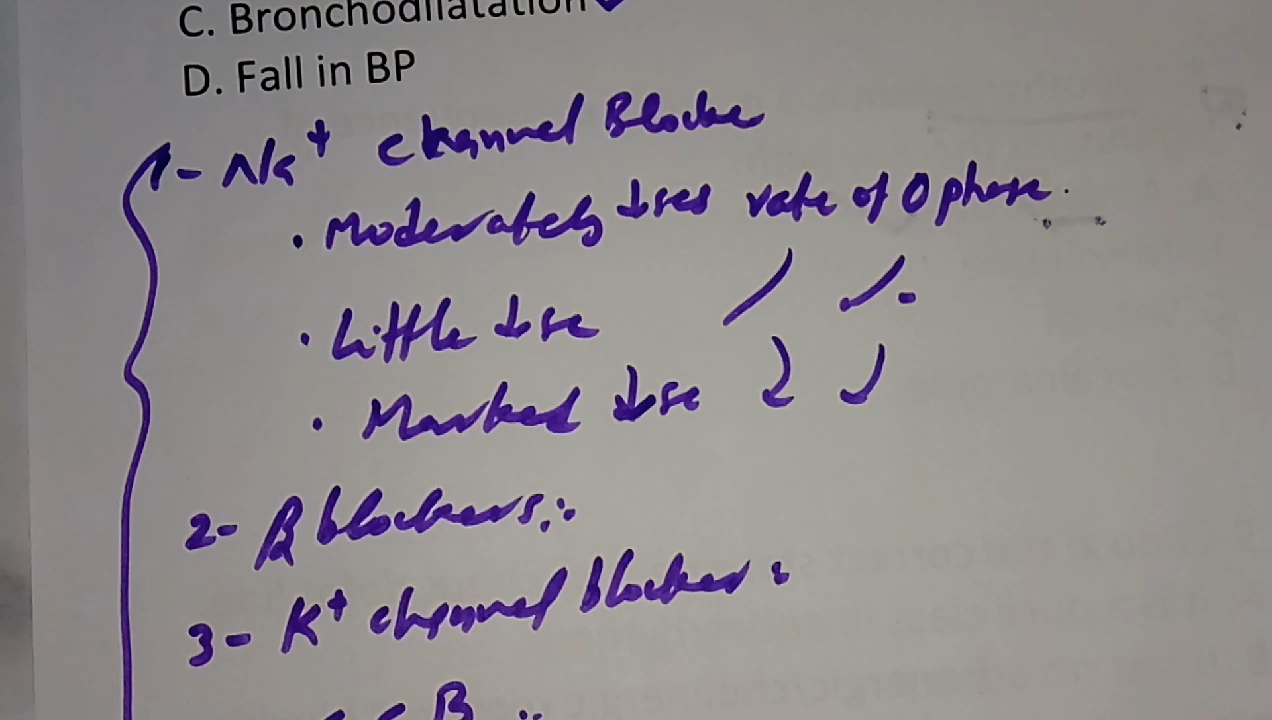 C. Bronchodilatation
D. Fall in BP
1- Na+ channel Blocke
• Moderately ↓ses rate of 0 phase.
• Little ↓se
• Marked ↓se
2- β blockers:
3- K+ channel blocker: